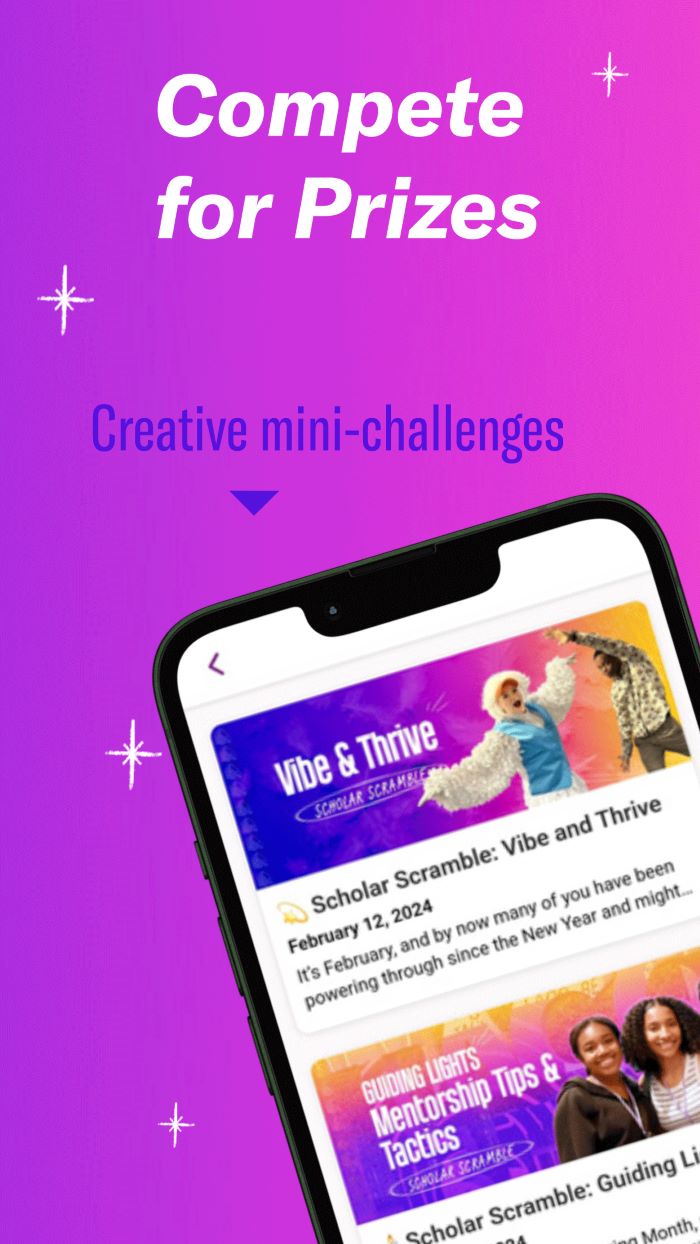 Compete
for Prizes
Creative mini-challenges
Vibe & Thrive
SCHOLAR SCRAMBLE
💫 Scholar Scramble: Vibe and Thrive
February 12, 2024
It's February, and by now many of you have been
powering through since the New Year and might...
GUIDING LIGHTS
Mentorship Tips &
Tactics
SCHOLAR SCRAMBLE
Scholar Scramble: Guiding Li